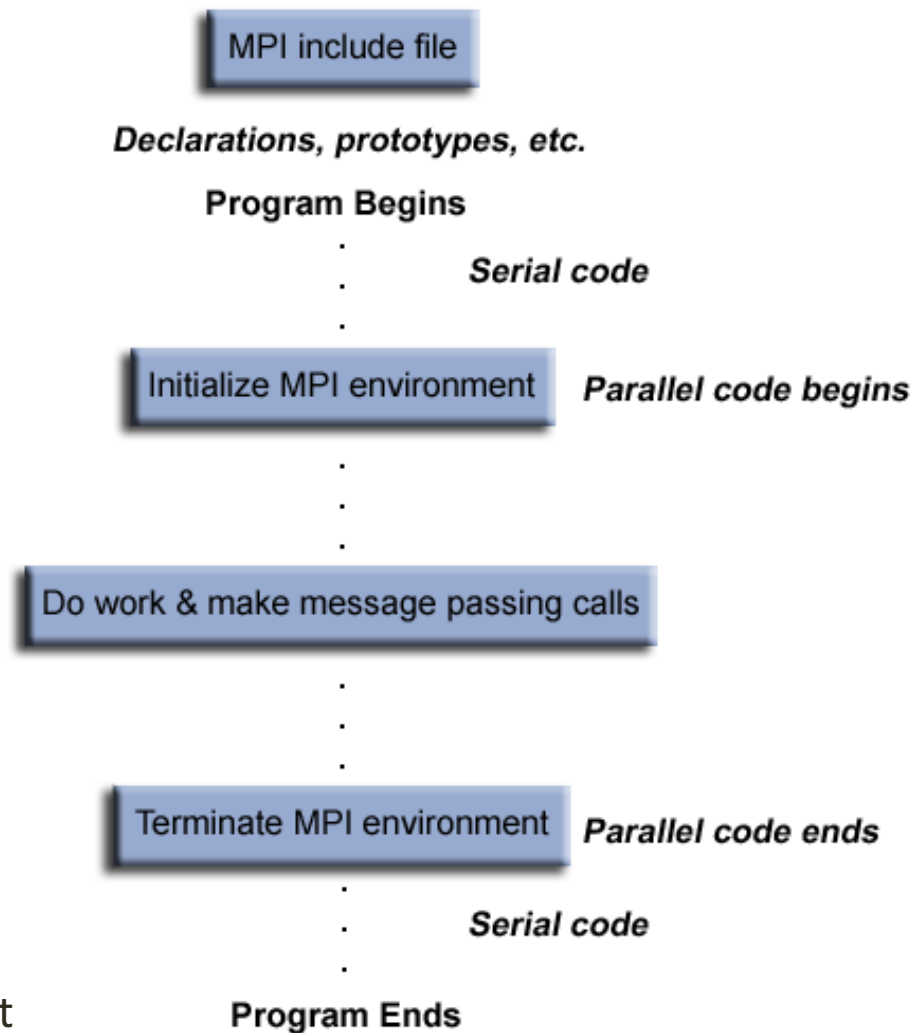 MPI include file
Declarations, prototypes, etc.
Program Begins
Serial code
Initialize MPI environment
Parallel code begins
Do work & make message passing calls
Terminate MPI environment
Parallel code ends
Serial code
t
Program Ends